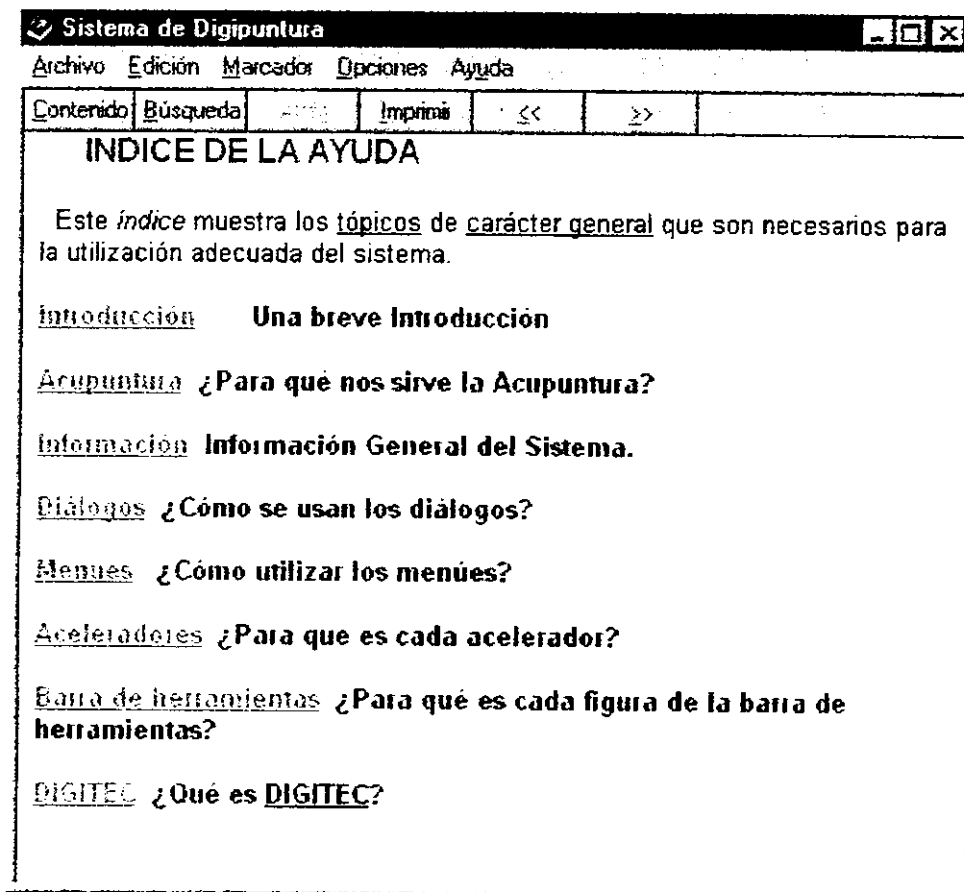 Sistema de Digipuntura
Archivo Edición Marcador Opciones Ayuda
Contenido Búsqueda Imprimir << >>
INDICE DE LA AYUDA
Este índice muestra los tópicos de carácter general que son necesarios para
la utilización adecuada del sistema.
Introducción Una breve Introducción
Acupuntura ¿Para qué nos sirve la Acupuntura?
Información Información General del Sistema.
Diálogos ¿Cómo se usan los diálogos?
Menues ¿Cómo utilizar los menúes?
Aceleradores ¿Para que es cada acelerador?
Barra de herramientas ¿Para qué es cada figura de la barra de
herramientas?
DIGITEC ¿Qué es DIGITEC?